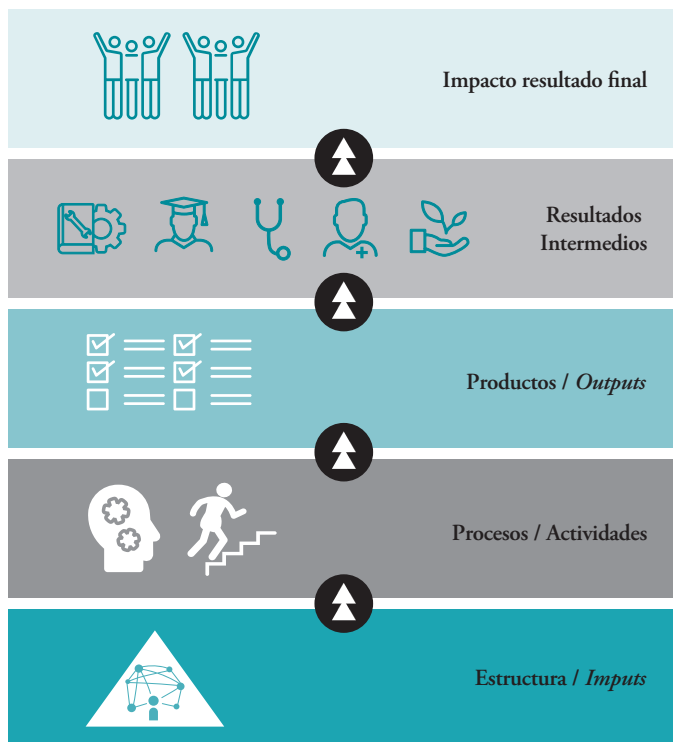 Impacto resultado final
Resultados
Intermedios
Productos / Outputs
Procesos / Actividades
Estructura / Imputs